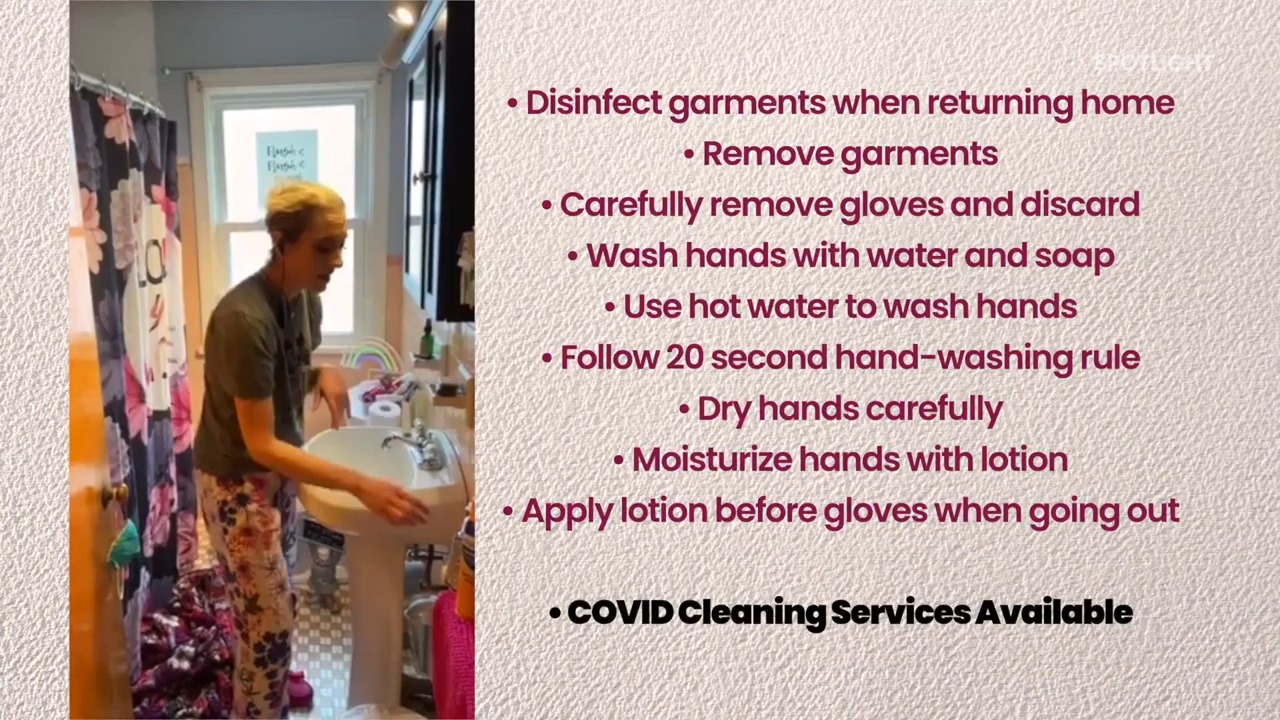 SPOTLIGHT
• Disinfect garments when returning home
• Remove garments
• Carefully remove gloves and discard
• Wash hands with water and soap
• Use hot water to wash hands
• Follow 20 second hand-washing rule
• Dry hands carefully
• Moisturize hands with lotion
• Apply lotion before gloves when going out
• COVID Cleaning Services Available